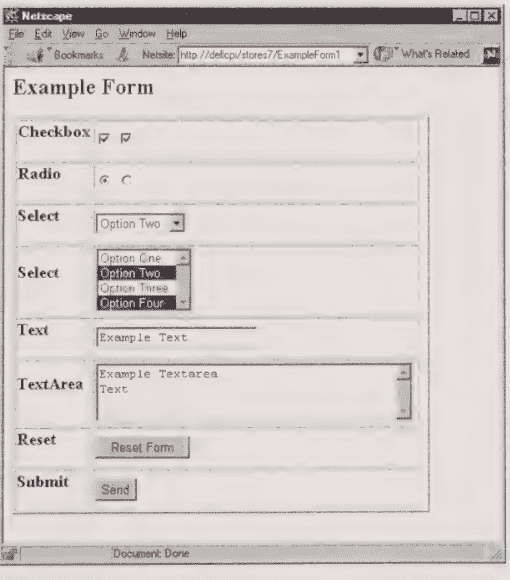 Netscape
File Edit View Go Window Help
Bookmarks Netsite: http://dellcpi/stores7/ExampleForm1 What's Related N
Example Form
Checkbox
Radio
Select Option Two
Select
Option One
Option Two
Option Three
Option Four
Text Example Text
TextArea
Example Textarea
Text
Reset Reset Form
Submit Send
Document: Done